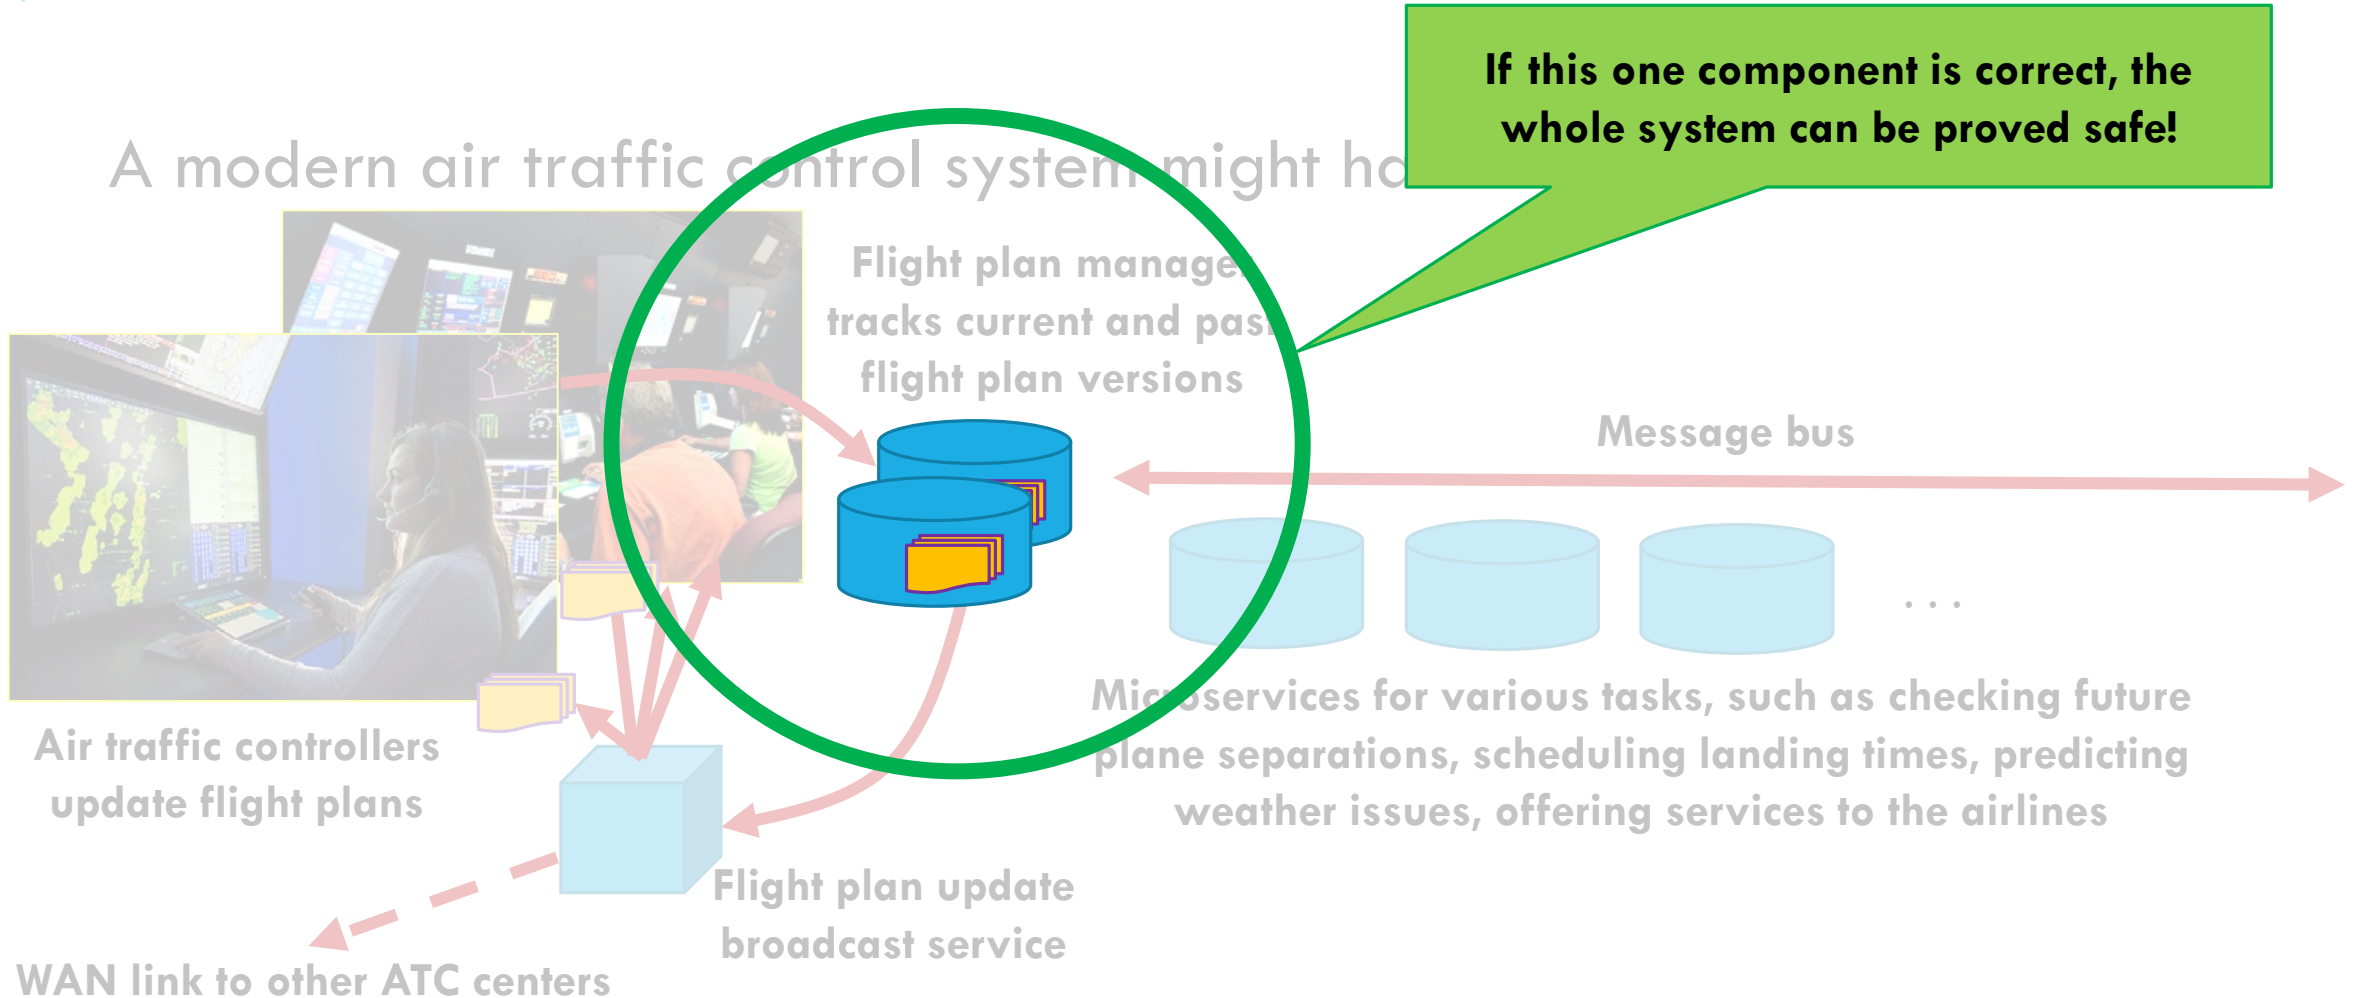 If this one component is correct, the
whole system can be proved safe!
A modern air traffic control system might ha
Flight plan manager
tracks current and past
flight plan versions
Message bus
. . .
Microservices for various tasks, such as checking future
plane separations, scheduling landing times, predicting
weather issues, offering services to the airlines
Air traffic controllers
update flight plans
Flight plan update
broadcast service
WAN link to other ATC centers